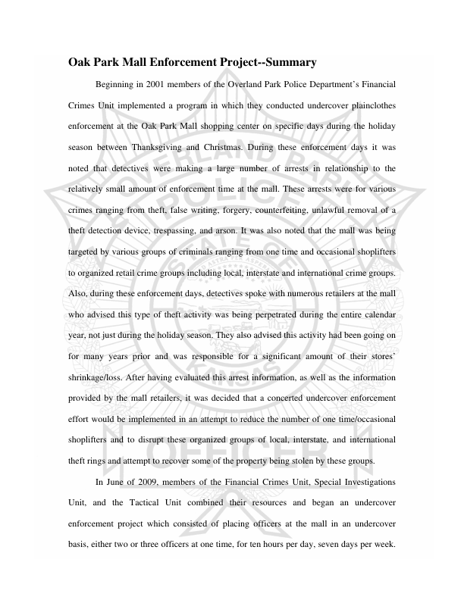 Oak Park Mall Enforcement Project--Summary
Beginning in 2001 members of the Overland Park Police Department's Financial
Crimes Unit implemented a program in which they conducted undercover plainclothes
enforcement at the Oak Park Mall shopping center on specific days during the holiday
season between Thanksgiving and Christmas. During these enforcement days it was
noted that detectives were making a large number of arrests in relationship to the
relatively small amount of enforcement time at the mall. These arrests were for various
crimes ranging from theft, false writing, forgery, counterfeiting, unlawful removal of a
theft detection device, trespassing, and arson. It was also noted that the mall was being
targeted by various groups of criminals ranging from one time and occasional shoplifters
to organized retail crime groups including local, interstate and international crime groups.
Also, during these enforcement days, detectives spoke with numerous retailers at the mall
who advised this type of theft activity was being perpetrated during the entire calendar
year, not just during the holiday season. They also advised this activity had been going on
for many years prior and was responsible for a significant amount of their stores'
shrinkage/loss. After having evaluated this arrest information, as well as the information
provided by the mall retailers, it was decided that a concerted undercover enforcement
effort would be implemented in an attempt to reduce the number of one time/occasional
shoplifters and to disrupt these organized groups of local, interstate, and international
theft rings and attempt to recover some of the property being stolen by these groups.
In June of 2009, members of the Financial Crimes Unit, Special Investigations
Unit, and the Tactical Unit combined their resources and began an undercover
enforcement project which consisted of placing officers at the mall in an undercover
basis, either two or three officers at one time, for ten hours per day, seven days per week.
OVERLAND PARK
POLICE
STATE OF
KANSAS
OFFICER